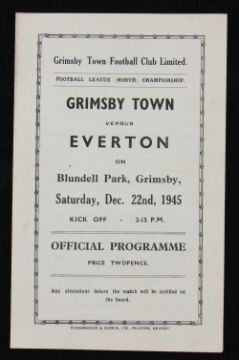 Grimsby Town Football Club Limited.
FOOTBALL LEAGUE (NORTH) CHAMPIONSHIP.
GRIMSBY TOWN
VERSUS
EVERTON
ON
Blundell Park, Grimsby,
Saturday, Dec. 22nd, 1945
KICK OFF - 2-15 P.M.
OFFICIAL PROGRAMME
PRICE TWOPENCE.
Any alterations before the match will be notified on
the board.